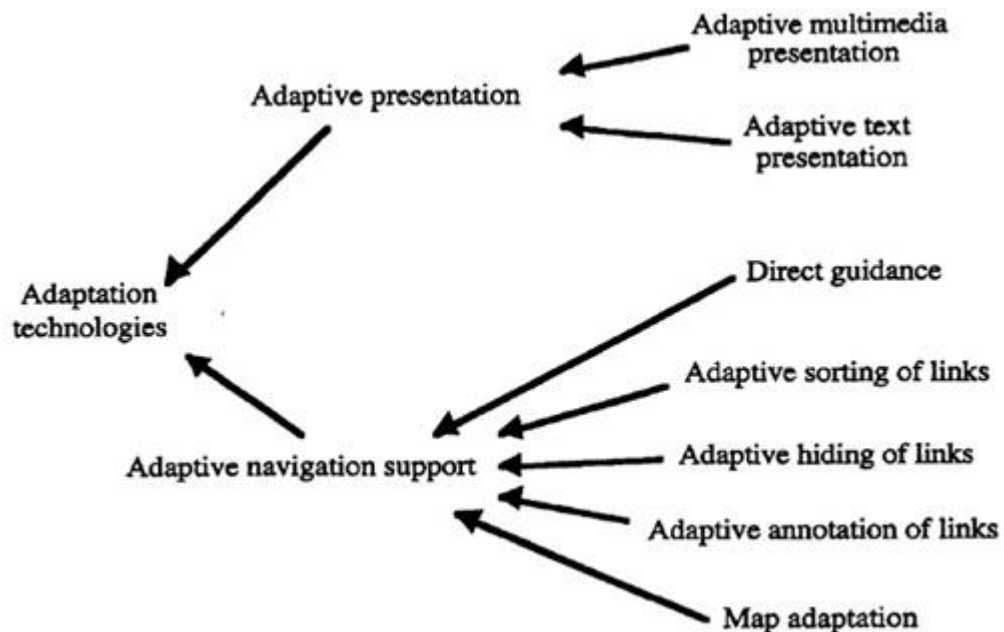 Adaptive multimedia
presentation
Adaptive presentation
Adaptive text
presentation
Direct guidance
Adaptation
technologies
Adaptive sorting of links
Adaptive navigation support
Adaptive hiding of links
Adaptive annotation of links
Map adaptation